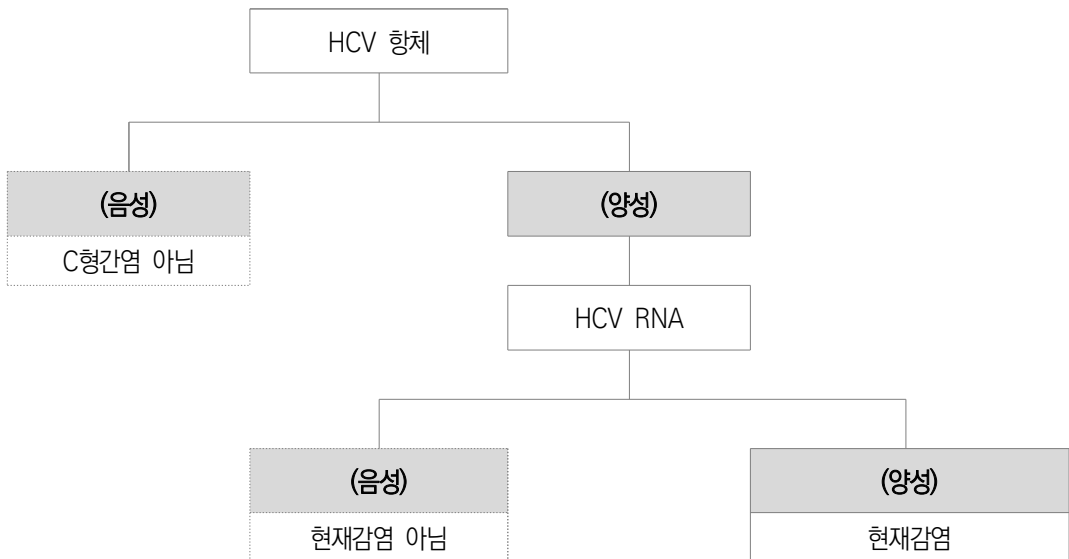 HCV 항체
(음성)
(양성)
C형간염 아님
HCV RNA
(음성)
(양성)
현재감염 아님
현재감염